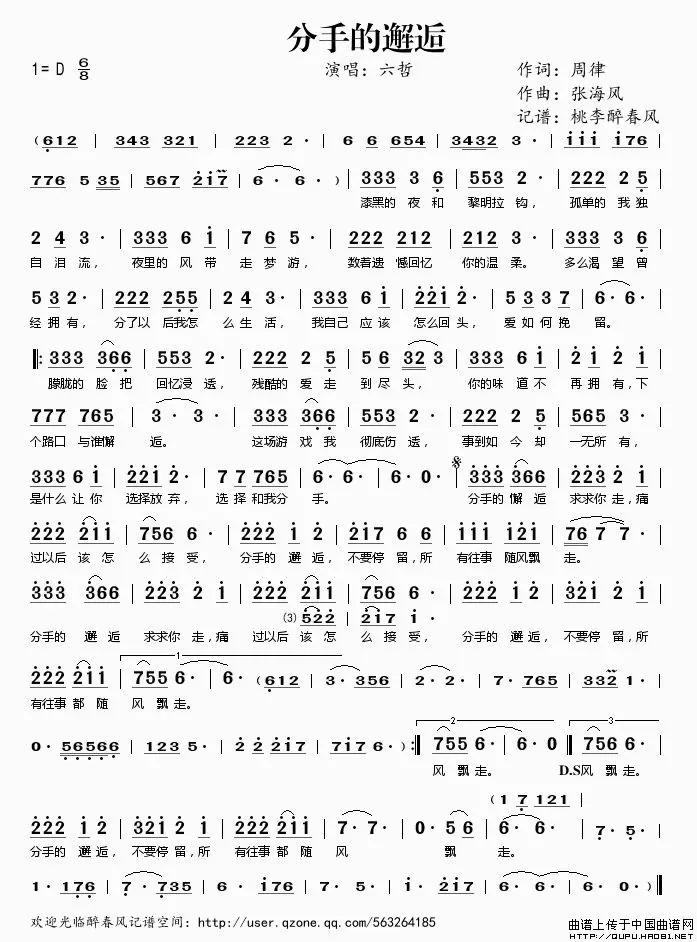 分手的邂逅
1=D 6/8
演唱：六哲
作词：周律
作曲：张海风
记谱：桃李醉春风
(612 | 343 321 | 223 2· | 6 6 654 | 3432 3· | iii i76
776 5 35 | 567 2i7 | 6· 6· ) | 333 3 6 | 553 2· | 222 2 5
漆黑的 夜 和 黎明拉 钩， 孤单的 我 独
2 4 3· | 333 6 i | 7 6 5· | 222 212 | 212 3· | 333 3 6
自 泪 流， 夜里的 风 带 走 梦 游， 数着遗 憾回忆 你的温 柔。 多么渴 望 曾
5 3 2· | 222 255 | 2 4 3· | 333 6 i | 22i 2· | 5 3 3 7 | 6· 6·
经 拥 有， 分了以 后我怎 么 生 活， 我自己 应 该 怎么回 头， 爱 如 何 挽 留。
‖: 333 366 | 553 2· | 222 2 5 | 5 6 32 3 | 333 6 i | 2 i 2 i
朦胧的 脸 把 回忆浸 透， 残酷的 爱 走 到 尽 头， 你的味 道 不 再 拥 有，下
777 765 | 3· 3· | 333 366 | 553 2· | 222 2 5 | 565 3·
个路口 与谁懈 逅。 这场游 戏 我 彻底伤 透， 事到如 今 却 一无所 有，
333 6 i | 22i 2· | 7 7 765 | 6· 6· | 6· 0· | 333 366 | 223 2 i
是什么 让 你 选择放 弃， 选 择 和我分 手。 分手的 懈 逅 求求你 走，痛
222 2ii | 756 6· | 222 i 2 | 2i7 6 6 | iii i2i | 76 7 7·
过以后 该 怎 么 接 受， 分手的 邂 逅， 不要停 留，所 有往事 随风飘 走。
333 366 | 223 2 i | 222 2ii | 756 6· | 222 i 2 | 32i 2 i
(3) 522 | 2i7 i·
分手的 邂 逅 求求你 走，痛 过以后 该 怎 么 接 受， 分手的 邂 逅， 不要停 留，所
1
222 2ii | 755 6· | 6· (612 | 3· 356 | 2· 2· | 7· 765 | 332 1·
有往事 都 随 风 飘 走。
0· 56566 | 123 5· | 2 2 2i7 | 7i7 6· ) :‖ 2 755 6· | 6· 0 ‖ 3 756 6·
风 飘 走。 D.S风 飘 走。
(1 7 121
222 i 2 | 32i 2 i | 222 2ii | 7· 7· | 0· 5 6 | 6· 6· | 7· 5·
分手的 邂 逅， 不要停 留，所 有往事 都 随 风 飘 走。
1· 176 | 7· 735 | 6· 6· | 7· 5· | i· i76 | 6· 6· | 6· 0· )‖
欢迎光临醉春风记谱空间：http://user.qzone.qq.com/563264185
曲谱上传于中国曲谱网
http://QUPU.HAO81.NET